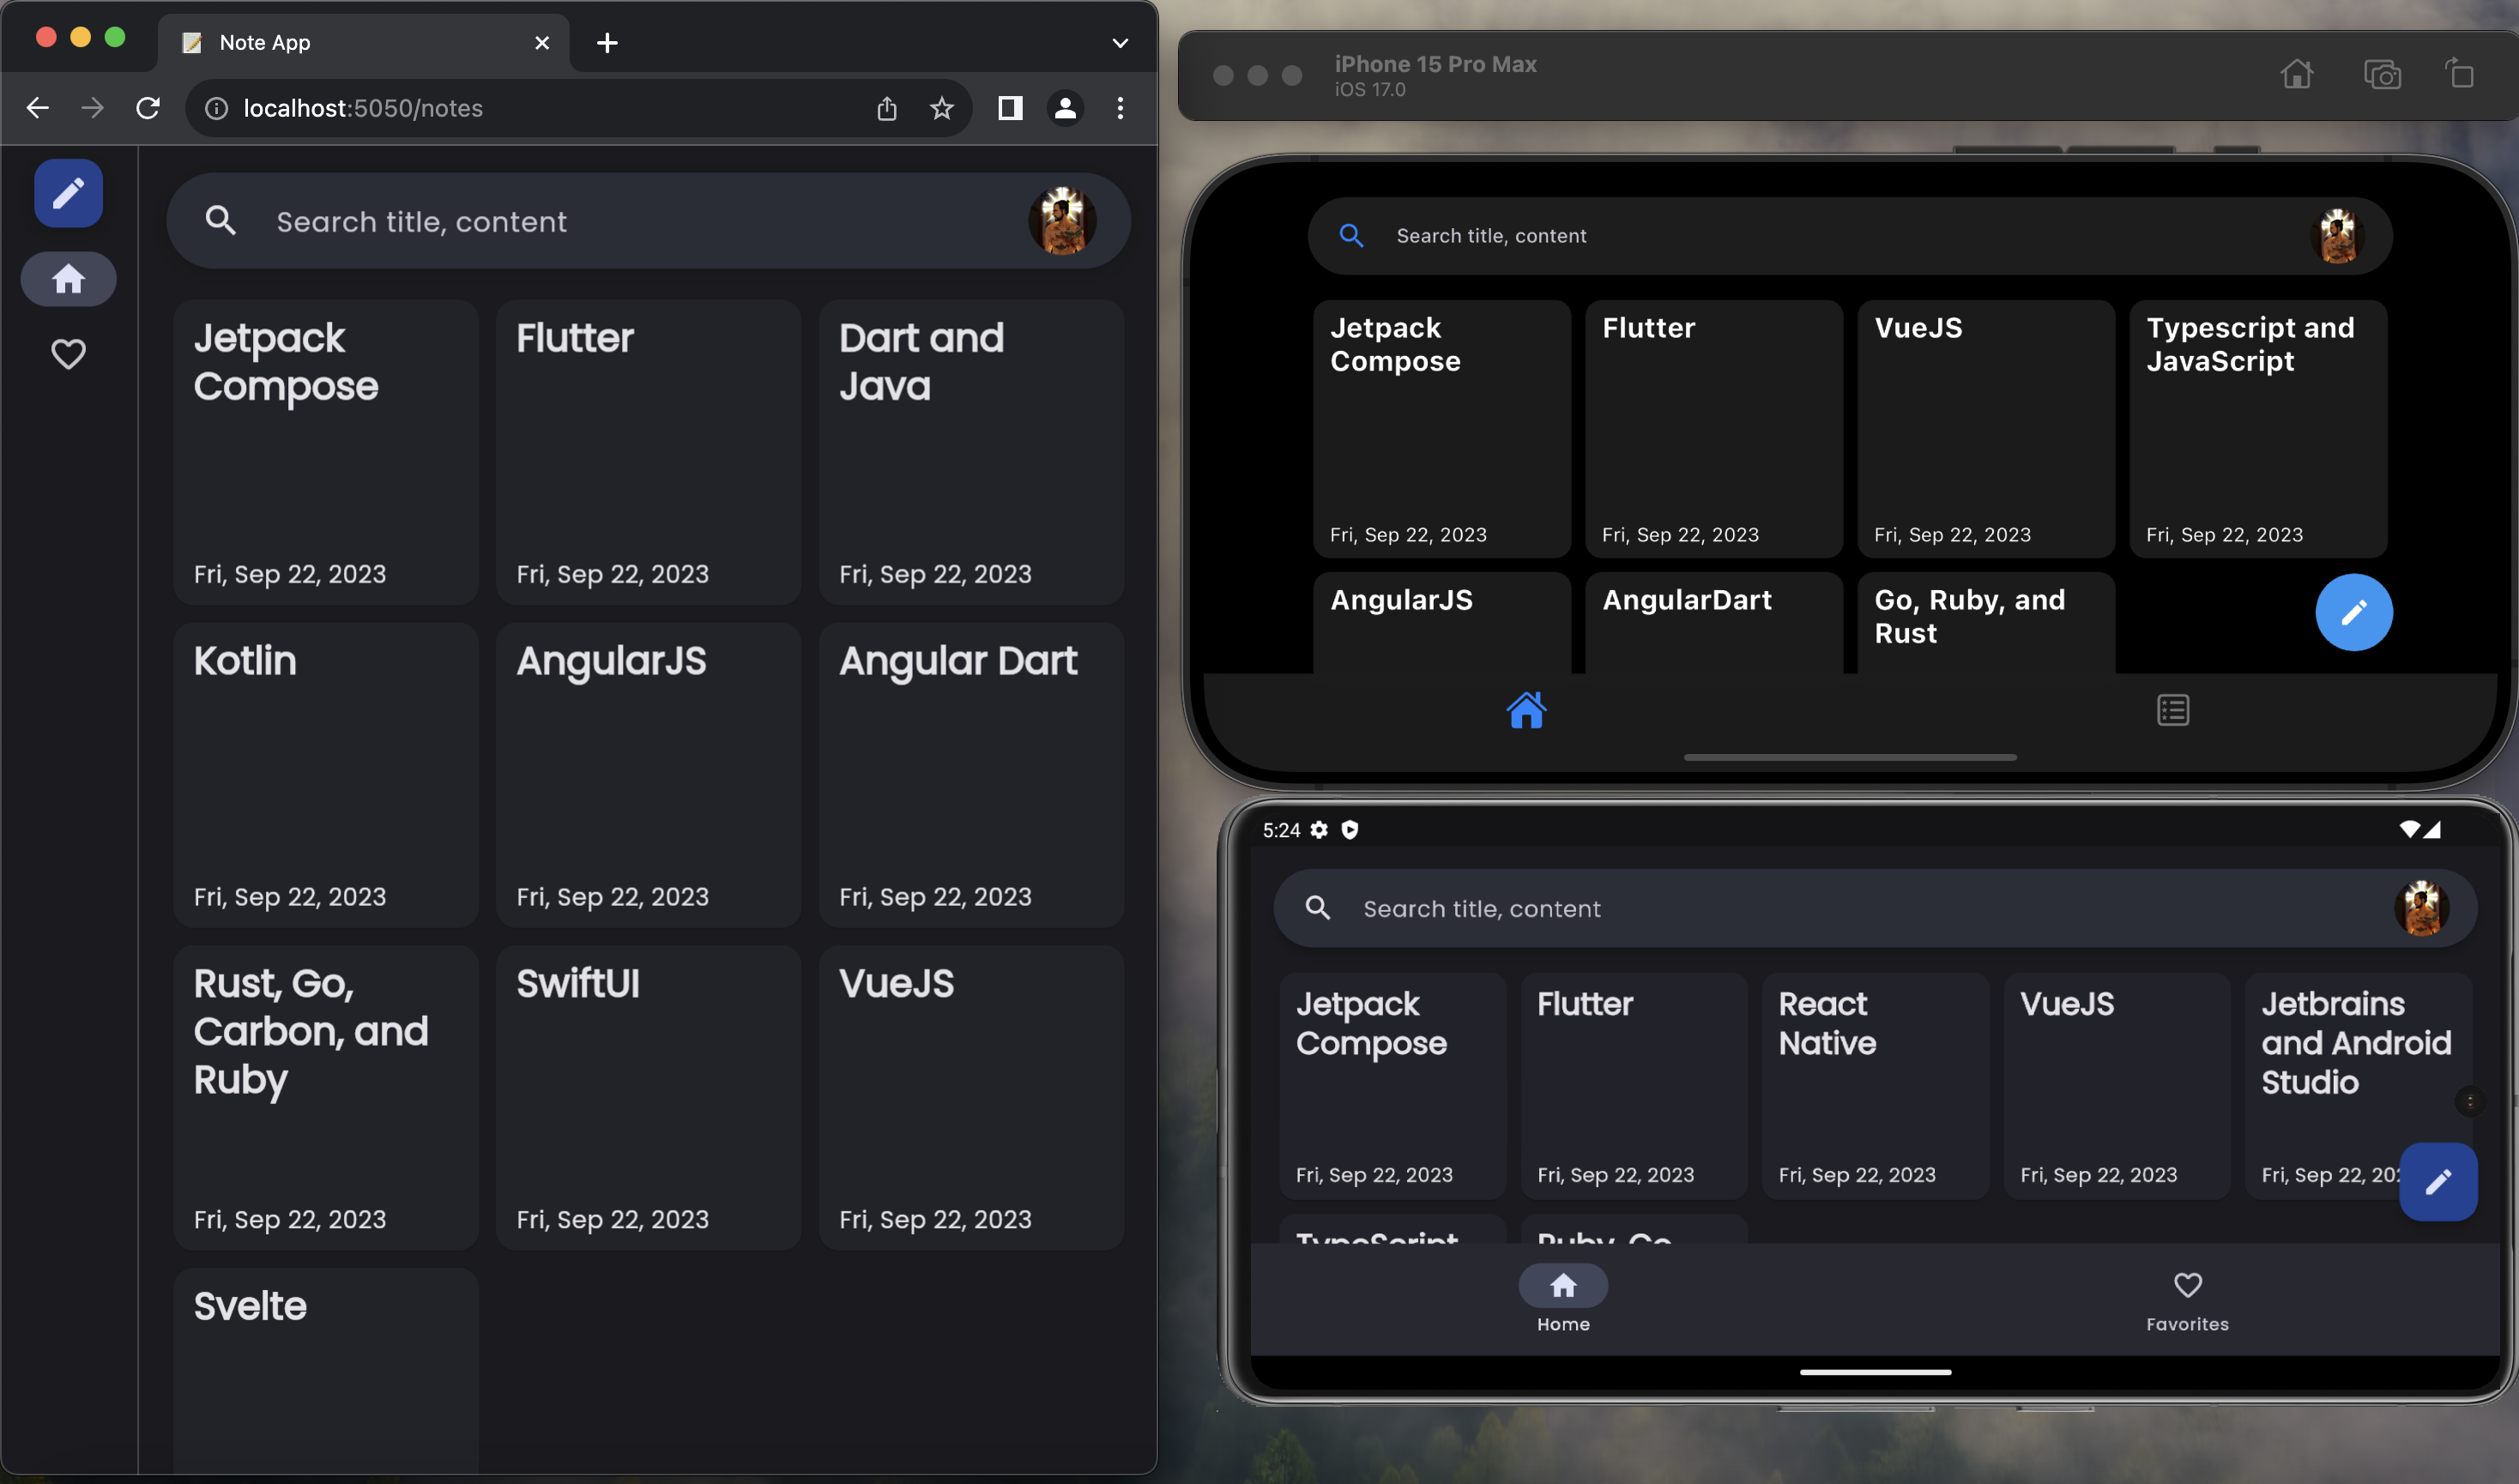 Note App
localhost:5050/notes
Search title, content
Jetpack
Compose
Fri, Sep 22, 2023
Flutter
Fri, Sep 22, 2023
Dart and
Java
Fri, Sep 22, 2023
Kotlin
Fri, Sep 22, 2023
AngularJS
Fri, Sep 22, 2023
Angular Dart
Fri, Sep 22, 2023
Rust, Go,
Carbon, and
Ruby
Fri, Sep 22, 2023
SwiftUI
Fri, Sep 22, 2023
VueJS
Fri, Sep 22, 2023
Svelte
iPhone 15 Pro Max
iOS 17.0
Search title, content
Jetpack
Compose
Fri, Sep 22, 2023
Flutter
Fri, Sep 22, 2023
VueJS
Fri, Sep 22, 2023
Typescript and
JavaScript
Fri, Sep 22, 2023
AngularJS
AngularDart
Go, Ruby, and
Rust
5:24
Search title, content
Jetpack
Compose
Fri, Sep 22, 2023
Flutter
Fri, Sep 22, 2023
React
Native
Fri, Sep 22, 2023
VueJS
Fri, Sep 22, 2023
Jetbrains
and Android
Studio
Fri, Sep 22, 202
TypeScript
Ruby, Go
Home
Favorites